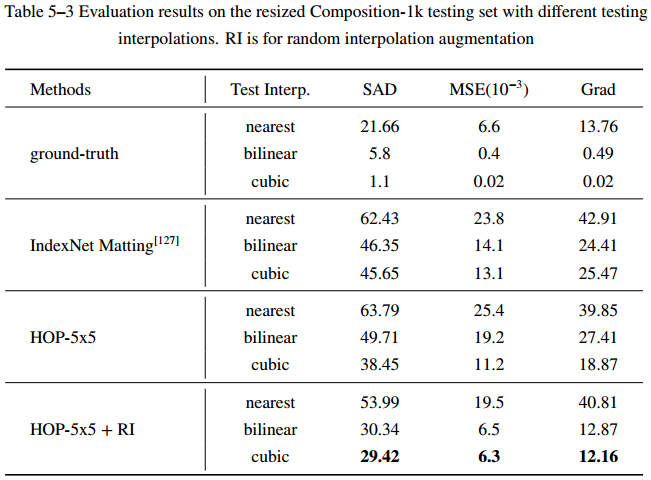 Table 5–3 Evaluation results on the resized Composition-1k testing set with different testing
interpolations. RI is for random interpolation augmentation
Methods Test Interp. SAD MSE(10⁻³) Grad
nearest 21.66 6.6 13.76
ground-truth bilinear 5.8 0.4 0.49
cubic 1.1 0.02 0.02
nearest 62.43 23.8 42.91
IndexNet Matting[127] bilinear 46.35 14.1 24.41
cubic 45.65 13.1 25.47
nearest 63.79 25.4 39.85
HOP-5x5 bilinear 49.71 19.2 27.41
cubic 38.45 11.2 18.87
nearest 53.99 19.5 40.81
HOP-5x5 + RI bilinear 30.34 6.5 12.87
cubic 29.42 6.3 12.16